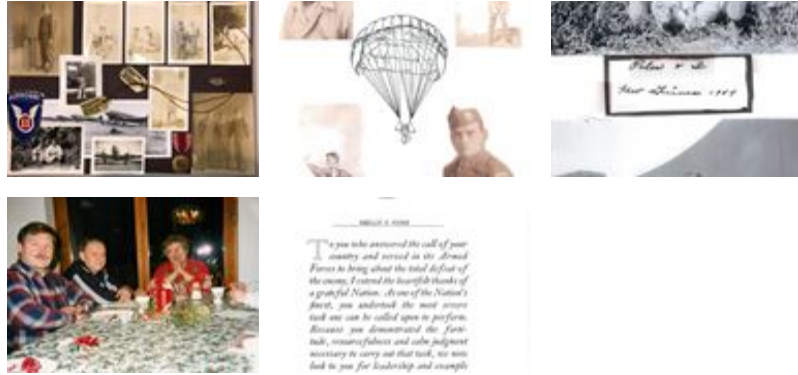 New Guinea 1944
To you who answered the call of your
country and served in its Armed
Forces to bring about the total defeat of
the enemy, I extend the heartfelt thanks of
a grateful Nation. As one of the Nation's
finest, you undertook the most severe
task one can be called upon to perform.
Because you demonstrated the forti-
tude, resourcefulness and calm judgment
necessary to carry out that task, we now
look to you for leadership and example